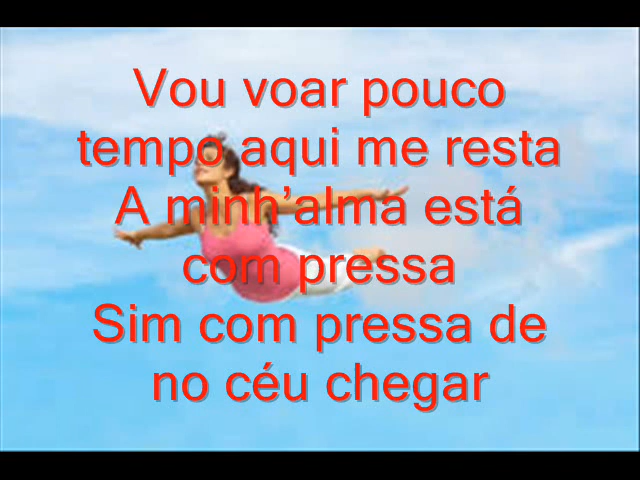 Vou voar pouco
tempo aqui me resta
A minh'alma está
com pressa
Sim com pressa de
no céu chegar